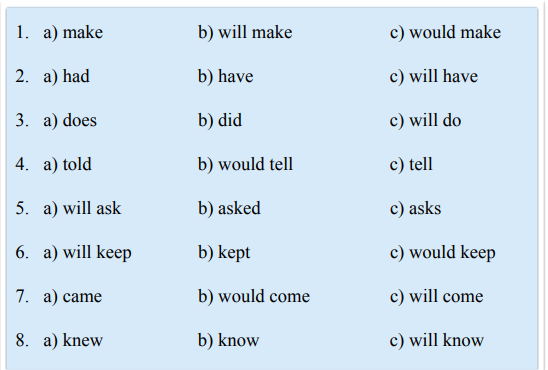 1. a) make b) will make c) would make
2. a) had b) have c) will have
3. a) does b) did c) will do
4. a) told b) would tell c) tell
5. a) will ask b) asked c) asks
6. a) will keep b) kept c) would keep
7. a) came b) would come c) will come
8. a) knew b) know c) will know